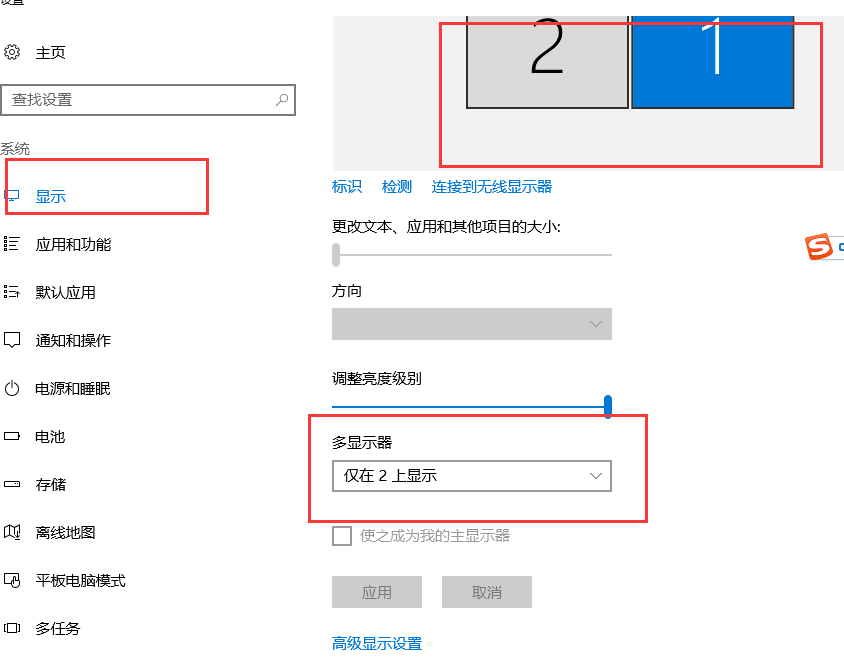 设置
主页
查找设置
系统
显示
应用和功能
默认应用
通知和操作
电源和睡眠
电池
存储
离线地图
平板电脑模式
多任务
2 1
标识 检测 连接到无线显示器
更改文本、应用和其他项目的大小:
方向
调整亮度级别
多显示器
仅在 2 上显示
使之成为我的主显示器
应用 取消
高级显示设置
S